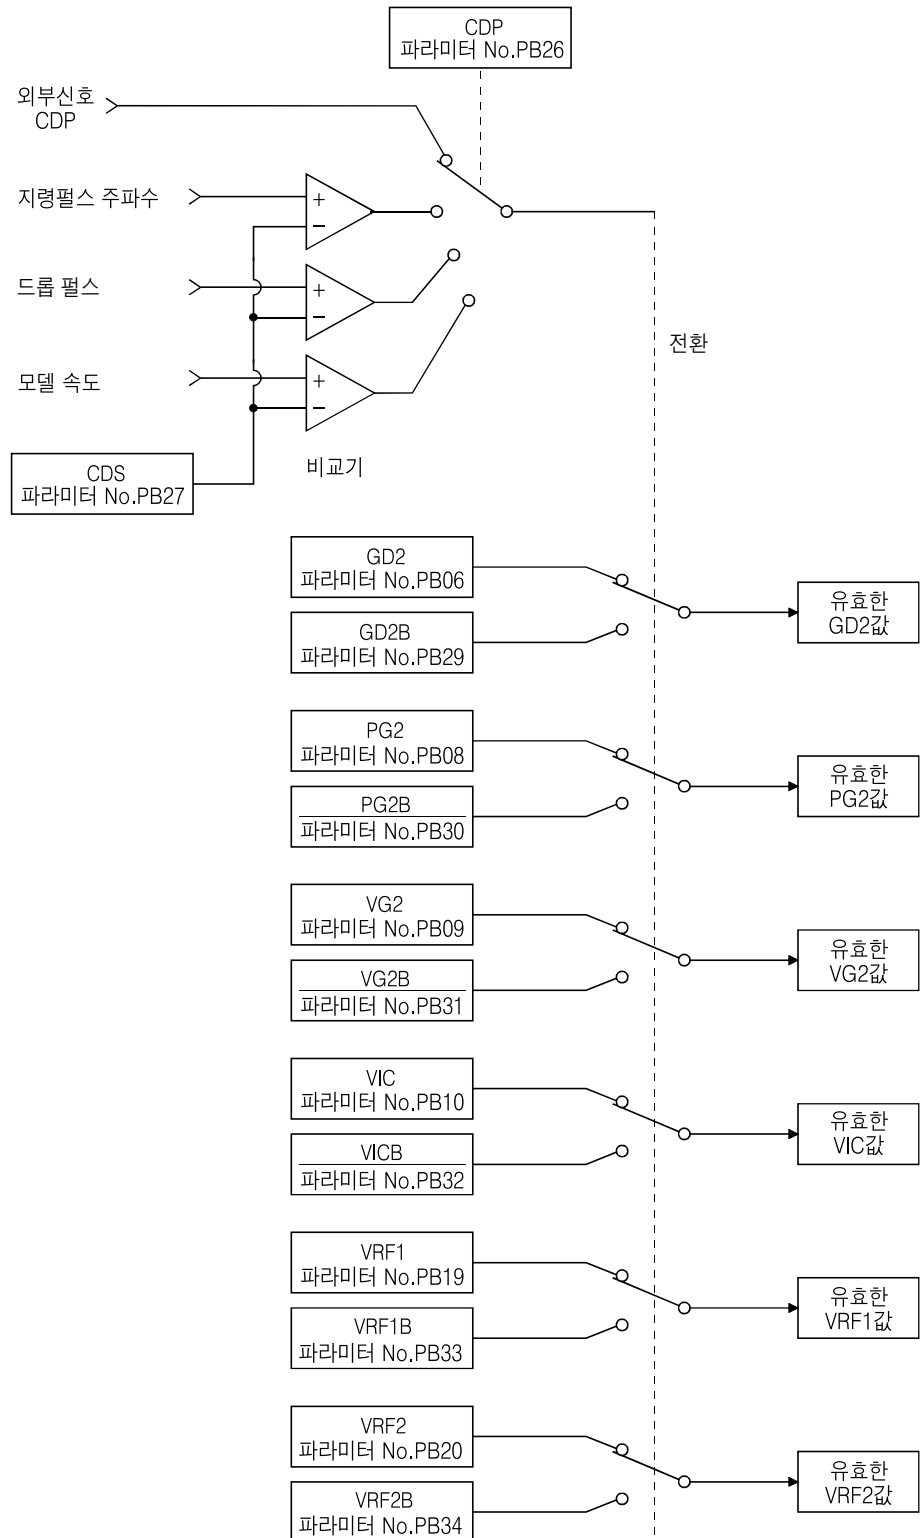 CDP
파라미터 No.PB26
외부신호
CDP
지령펄스 주파수
+
−
드롭 펄스
+
−
전환
모델 속도
+
−
비교기
CDS
파라미터 No.PB27
GD2
파라미터 No.PB06
유효한
GD2값
GD2B
파라미터 No.PB29
PG2
파라미터 No.PB08
유효한
PG2값
PG2B
파라미터 No.PB30
VG2
파라미터 No.PB09
유효한
VG2값
VG2B
파라미터 No.PB31
VIC
파라미터 No.PB10
유효한
VIC값
VICB
파라미터 No.PB32
VRF1
파라미터 No.PB19
유효한
VRF1값
VRF1B
파라미터 No.PB33
VRF2
파라미터 No.PB20
유효한
VRF2값
VRF2B
파라미터 No.PB34